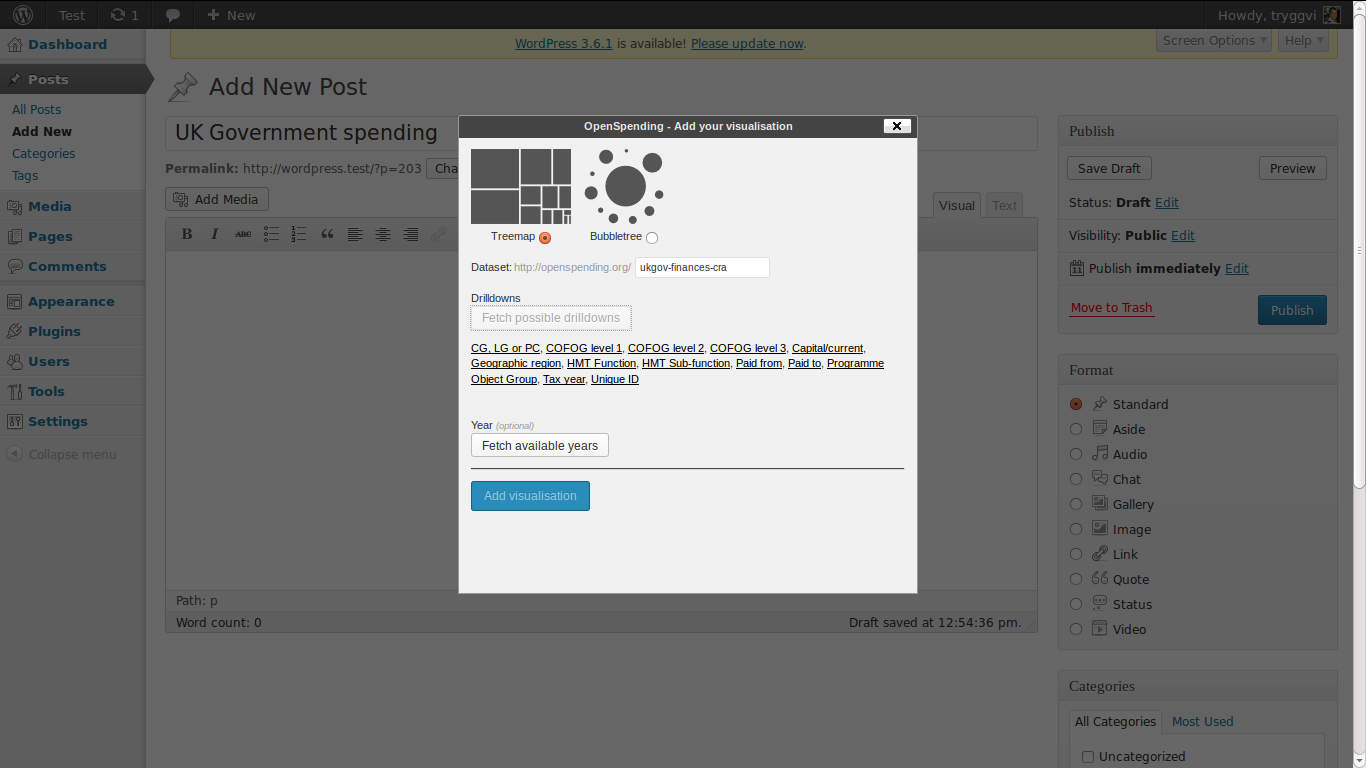 Test 1 New Howdy, tryggvi
WordPress 3.6.1 is available! Please update now.
Screen Options Help
Dashboard
Posts
All Posts
Add New
Categories
Tags
Media
Pages
Comments
Appearance
Plugins
Users
Tools
Settings
Collapse menu
Add New Post
UK Government spending
Permalink: http://wordpress.test/?p=203 Cha
Add Media
Visual Text
B I ABC
Path: p
Word count: 0 Draft saved at 12:54:36 pm.
OpenSpending - Add your visualisation
Treemap Bubbletree
Dataset: http://openspending.org/ ukgov-finances-cra
Drilldowns
Fetch possible drilldowns
CG, LG or PC, COFOG level 1, COFOG level 2, COFOG level 3, Capital/current,
Geographic region, HMT Function, HMT Sub-function, Paid from, Paid to, Programme
Object Group, Tax year, Unique ID
Year (optional)
Fetch available years
Add visualisation
Publish
Save Draft Preview
Status: Draft Edit
Visibility: Public Edit
Publish immediately Edit
Move to Trash Publish
Format
Standard
Aside
Audio
Chat
Gallery
Image
Link
Quote
Status
Video
Categories
All Categories Most Used
Uncategorized